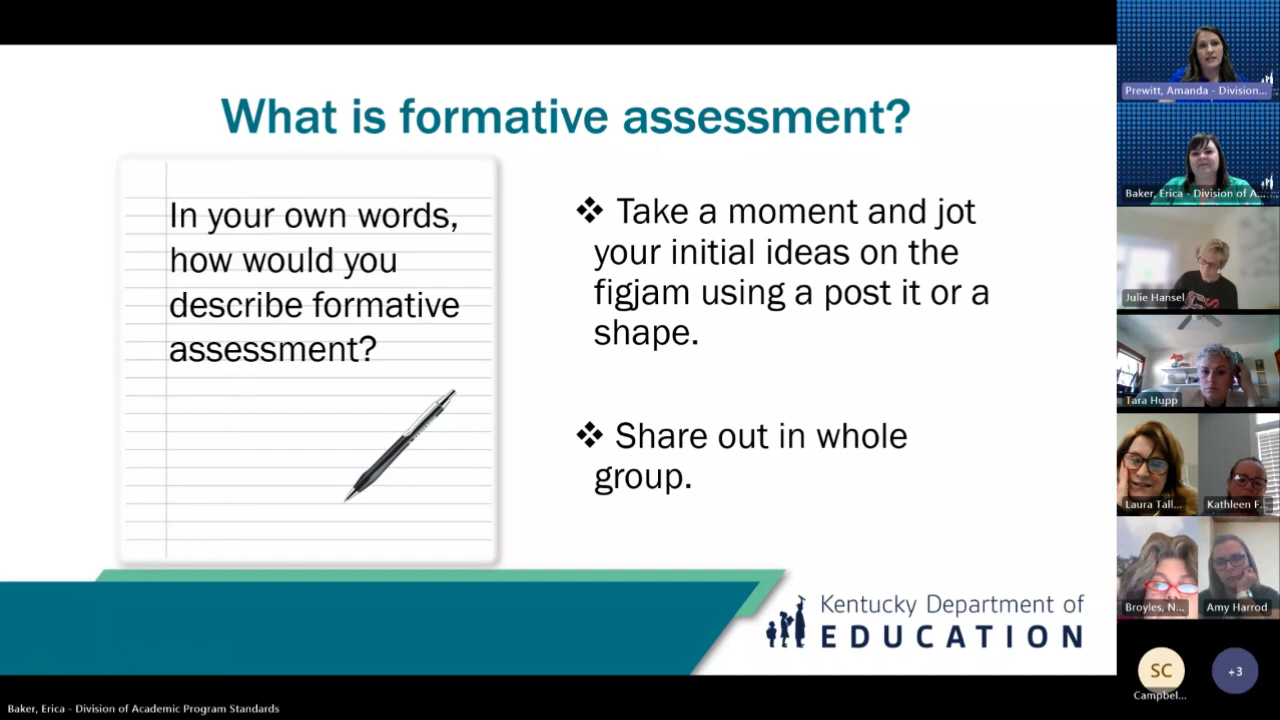 What is formative assessment?
In your own words,
how would you
describe formative
assessment?
❖ Take a moment and jot
your initial ideas on the
figjam using a post it or a
shape.
❖ Share out in whole
group.
Kentucky Department of
EDUCATION
Prewitt, Amanda - Division...
Baker, Erica - Division of A...
Julie Hansel
Tara Hupp
Laura Tall...
Kathleen F...
Broyles, N...
Amy Harrod
SC
Campbel...
+3
Baker, Erica - Division of Academic Program Standards